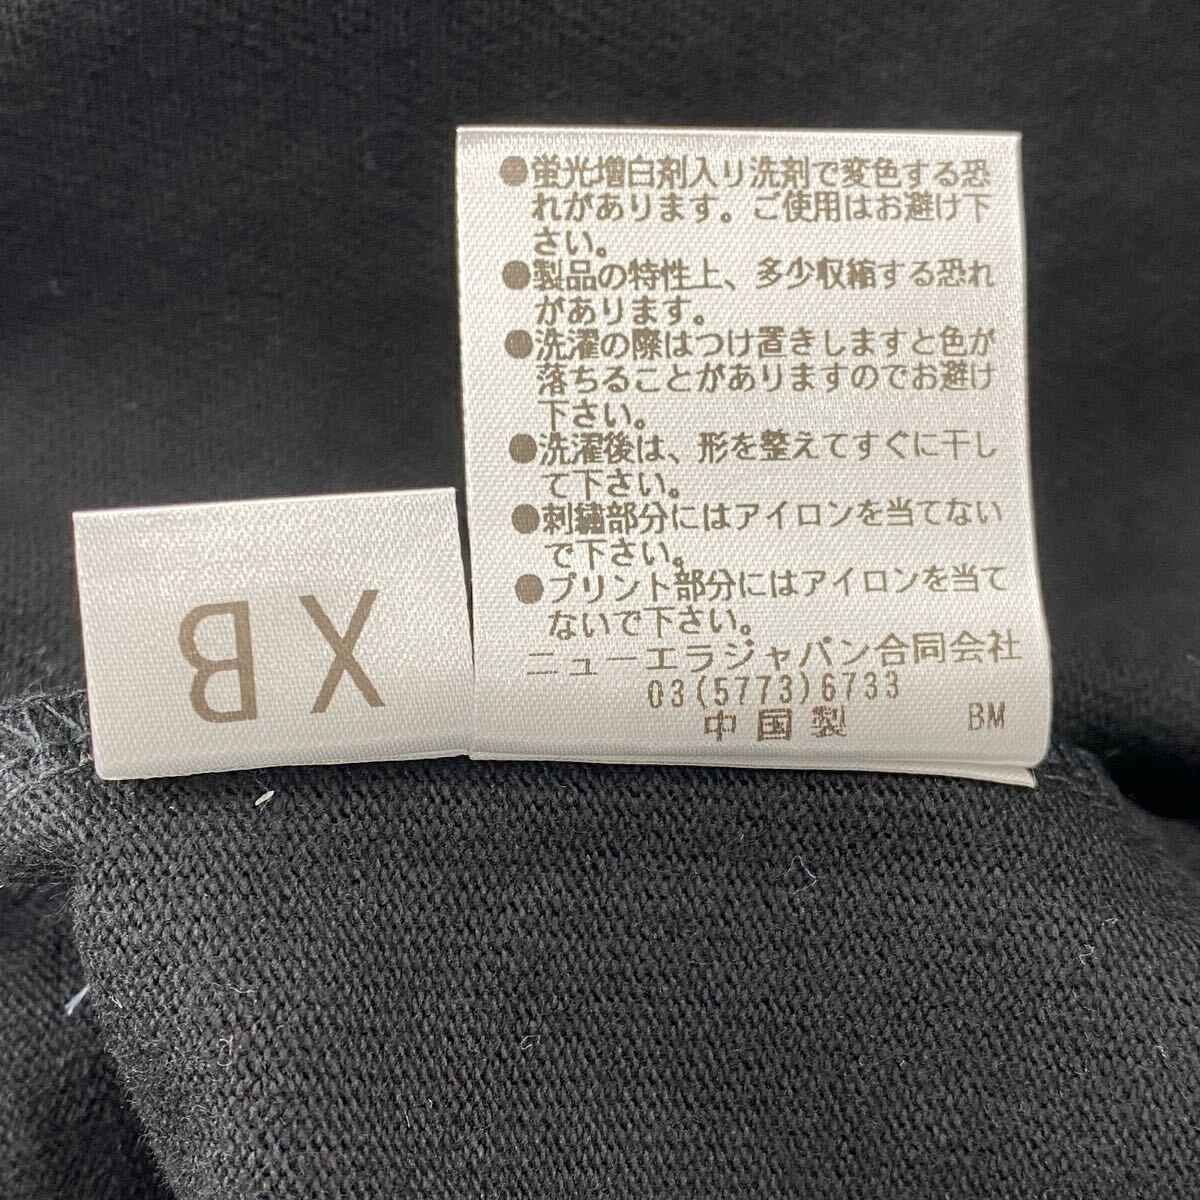 ●蛍光増白剤入り洗剤で変色する恐
れがあります。ご使用はお避け下
さい。
●製品の特性上、多少収縮する恐れ
があります。
●洗濯の際はつけ置きしますと色が
落ちることがありますのでお避け
下さい。
●洗濯後は、形を整えてすぐに干し
て下さい。
●刺繍部分にはアイロンを当てない
で下さい。
●プリント部分にはアイロンを当て
ないで下さい。
ニューエラジャパン合同会社
03(5773)6733
中国製 BM
XB